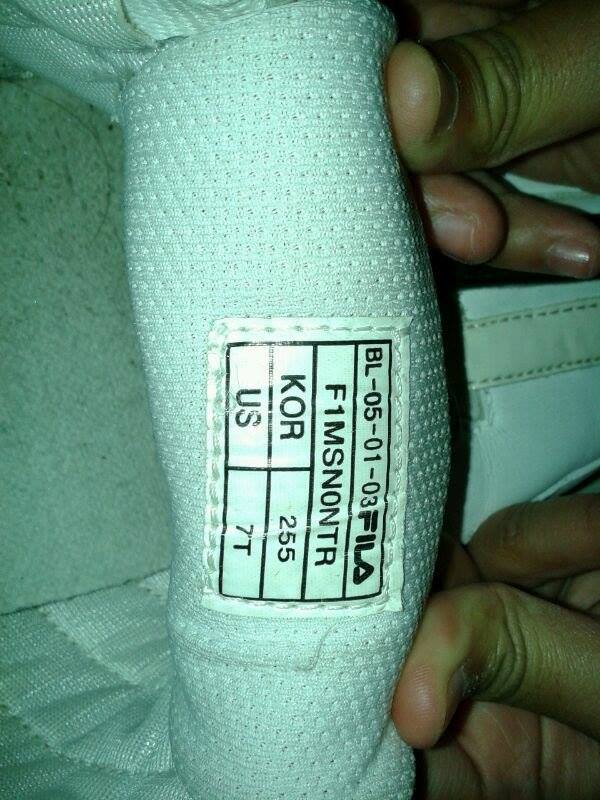 BL-05-01-03 FILA
F1MSN0NTR
KOR 255
US 7T